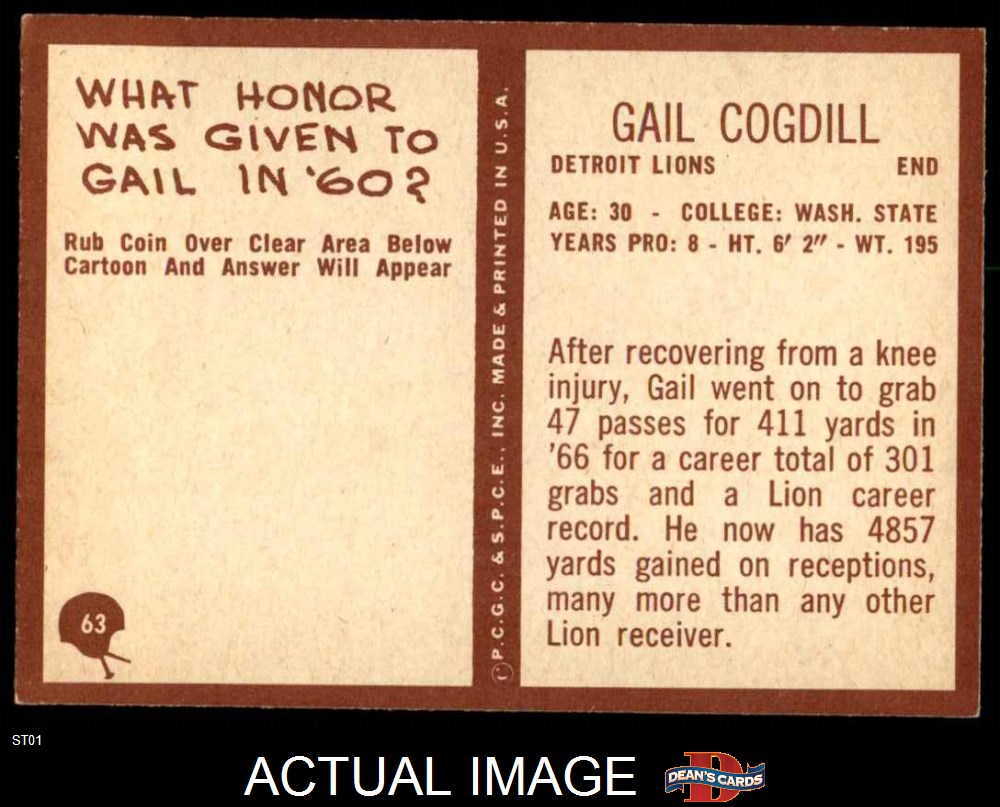 WHAT HONOR
WAS GIVEN TO
GAIL IN '60?
Rub Coin Over Clear Area Below
Cartoon And Answer Will Appear
63
© P.C.G.C. & S.P.C.E., INC. MADE & PRINTED IN U.S.A.
GAIL COGDILL
DETROIT LIONS END
AGE: 30 - COLLEGE: WASH. STATE
YEARS PRO: 8 - HT. 6' 2" - WT. 195
After recovering from a knee
injury, Gail went on to grab
47 passes for 411 yards in
'66 for a career total of 301
grabs and a Lion career
record. He now has 4857
yards gained on receptions,
many more than any other
Lion receiver.
ST01
ACTUAL IMAGE
D
DEAN'S CARDS